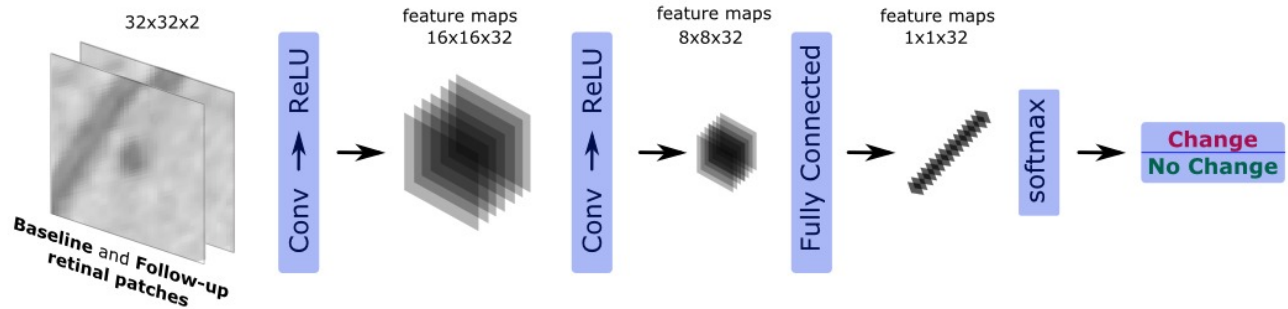 32x32x2
Baseline and Follow-up
retinal patches
Conv → ReLU
feature maps
16x16x32
Conv → ReLU
feature maps
8x8x32
Fully Connected
feature maps
1x1x32
softmax
Change
No Change